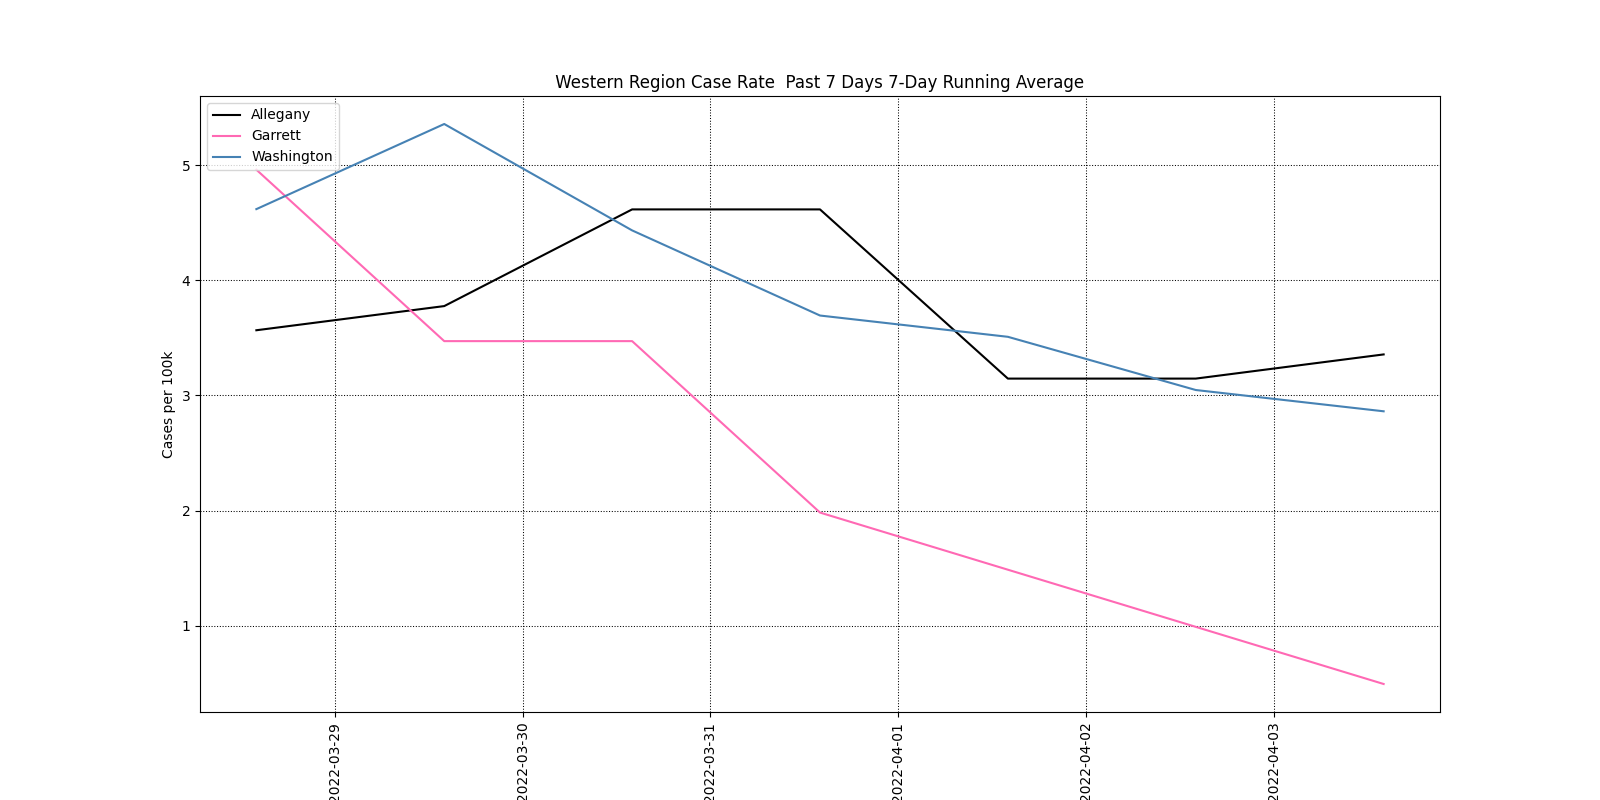 Western Region Case Rate  Past 7 Days 7-Day Running Average
Allegany
Garrett
Washington
Cases per 100k
5
4
3
2
1
2022-03-29
2022-03-30
2022-03-31
2022-04-01
2022-04-02
2022-04-03